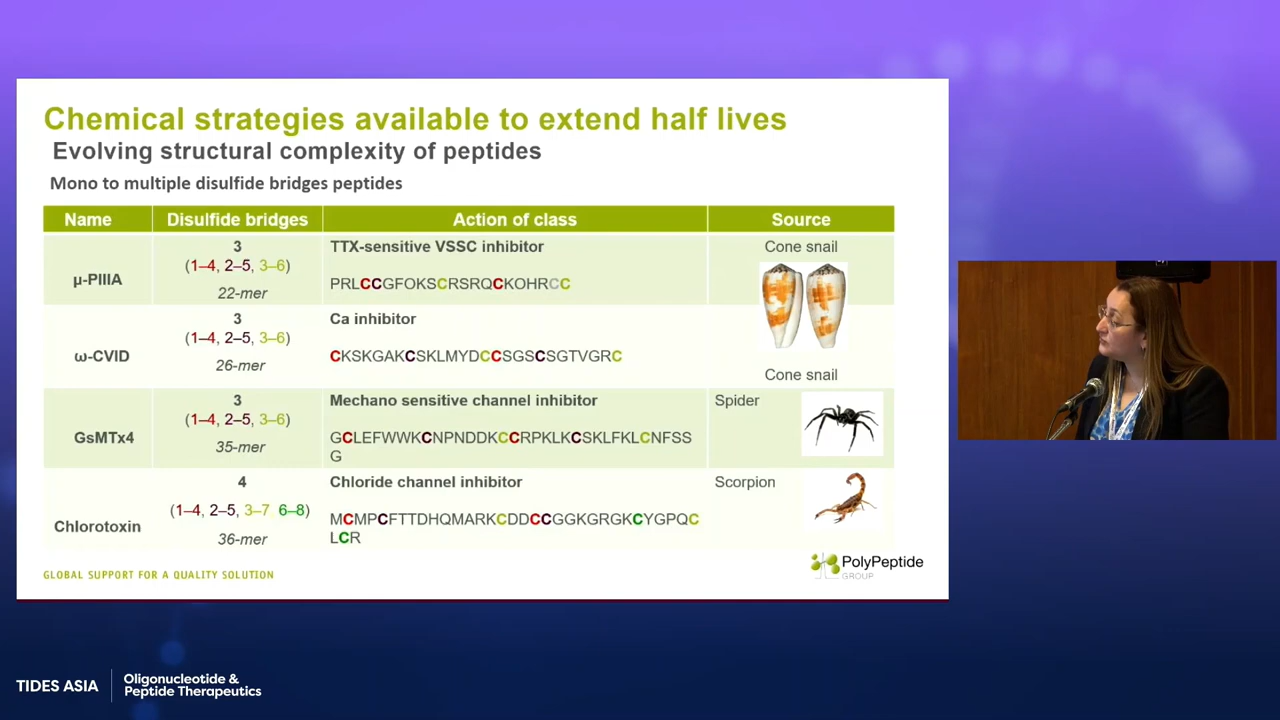 Chemical strategies available to extend half lives
Evolving structural complexity of peptides
Mono to multiple disulfide bridges peptides
Name Disulfide bridges Action of class Source
μ-PIIIA
3
(1–4, 2–5, 3–6)
22-mer
TTX-sensitive VSSC inhibitor
PRLCCGFOKSCRSRQCKOHRCC
Cone snail
ω-CVID
3
(1–4, 2–5, 3–6)
26-mer
Ca inhibitor
CKSKGAKCSKLMYDCCSGSCSGTVGRC
Cone snail
GsMTx4
3
(1–4, 2–5, 3–6)
35-mer
Mechano sensitive channel inhibitor
GCLEFWWKCNPNDDKCCRPKLKCSKLFKLCNFSS
G
Spider
Chlorotoxin
4
(1–4, 2–5, 3–7, 6–8)
36-mer
Chloride channel inhibitor
MCMPCFTTDHQMARKCDDCCGGKGRGKCYGPQC
LCR
Scorpion
GLOBAL SUPPORT FOR A QUALITY SOLUTION
PolyPeptide
GROUP
TIDES ASIA
Oligonucleotide &
Peptide Therapeutics